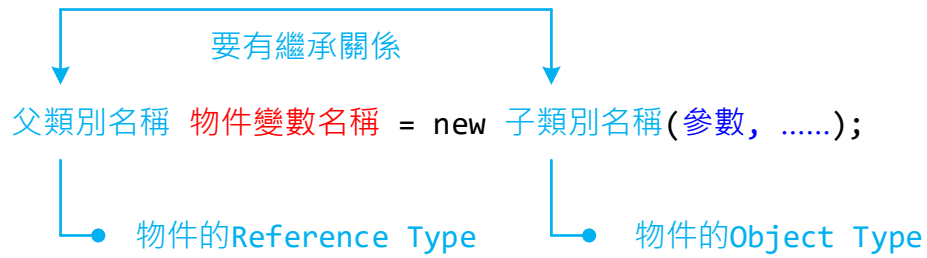 要有繼承關係
父類別名稱 物件變數名稱 = new 子類別名稱(參數, ……);
物件的Reference Type 物件的Object Type